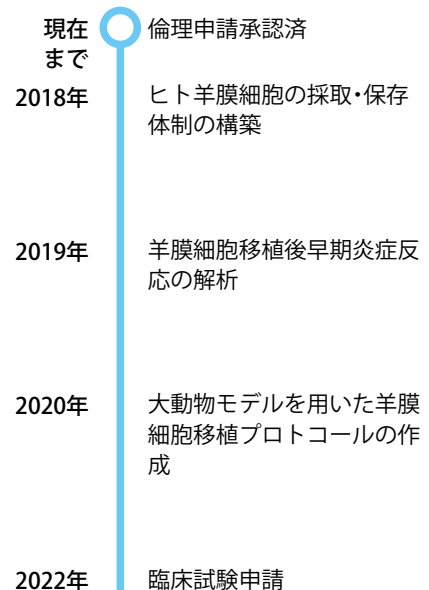 現在 倫理申請承認済
まで
2018年 ヒト羊膜細胞の採取・保存
体制の構築
2019年 羊膜細胞移植後早期炎症反
応の解析
2020年 大動物モデルを用いた羊膜
細胞移植プロトコールの作
成
2022年 臨床試験申請